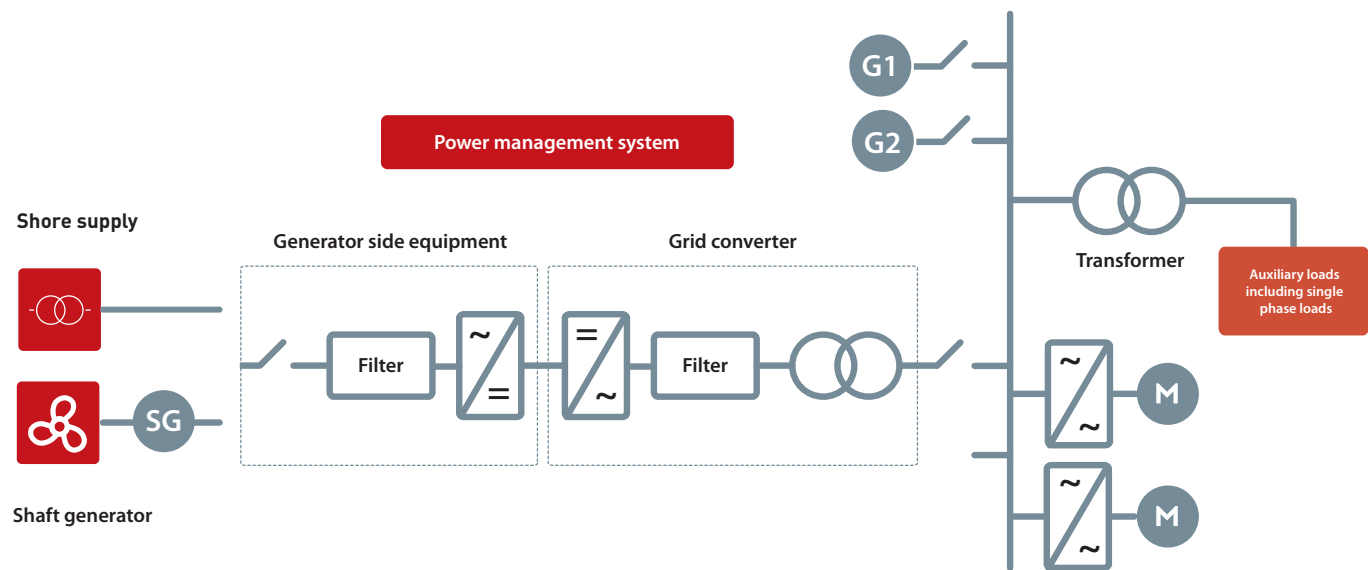 G1
Power management system
G2
Shore supply
Generator side equipment
Grid converter
Transformer
Auxiliary loads
including single
phase loads
~
=
Filter
=
~
Filter
~
~
M
SG
~
~
M
Shaft generator